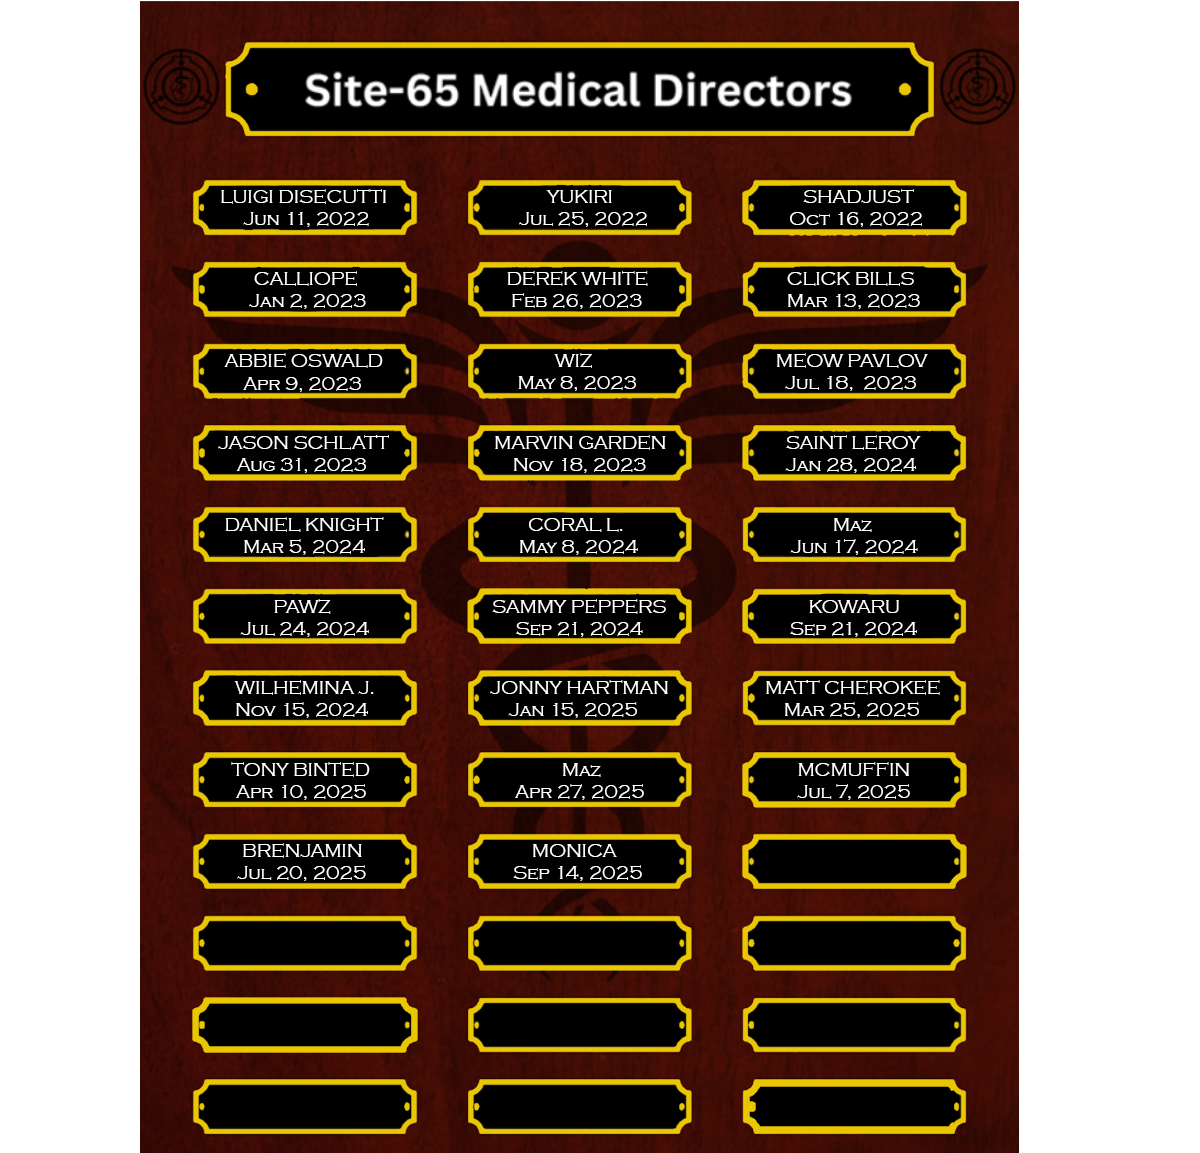 Site-65 Medical Directors
LUIGI DISECUTTI
Jun 11, 2022
YUKIRI
Jul 25, 2022
SHADJUST
Oct 16, 2022
CALLIOPE
Jan 2, 2023
DEREK WHITE
Feb 26, 2023
CLICK BILLS
Mar 13, 2023
ABBIE OSWALD
Apr 9, 2023
WIZ
May 8, 2023
MEOW PAVLOV
Jul 18, 2023
JASON SCHLATT
Aug 31, 2023
MARVIN GARDEN
Nov 18, 2023
SAINT LEROY
Jan 28, 2024
DANIEL KNIGHT
Mar 5, 2024
CORAL L.
May 8, 2024
Maz
Jun 17, 2024
PAWZ
Jul 24, 2024
SAMMY PEPPERS
Sep 21, 2024
KOWARU
Sep 21, 2024
WILHEMINA J.
Nov 15, 2024
JONNY HARTMAN
Jan 15, 2025
MATT CHEROKEE
Mar 25, 2025
TONY BINTED
Apr 10, 2025
Maz
Apr 27, 2025
MCMUFFIN
Jul 7, 2025
BRENJAMIN
Jul 20, 2025
MONICA
Sep 14, 2025